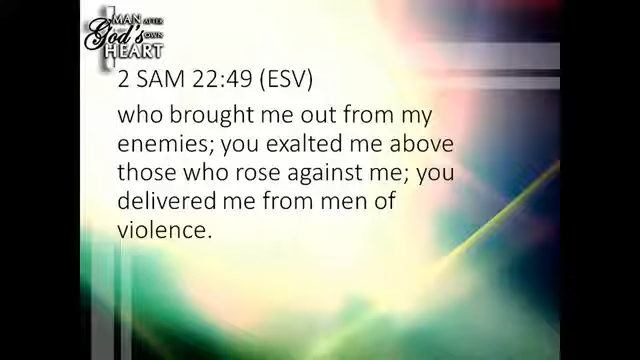 MAN AFTER
God's OWN
HEART
2 SAM 22:49 (ESV)
who brought me out from my
enemies; you exalted me above
those who rose against me; you
delivered me from men of
violence.